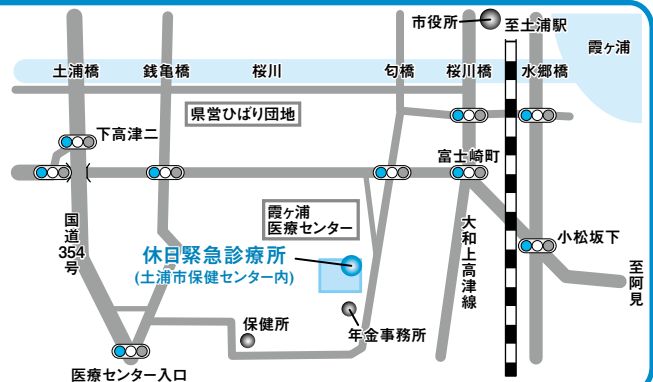 市役所
至土浦駅
霞ヶ浦
土浦橋
銭亀橋
桜川
匂橋
桜川橋
水郷橋
県営ひばり団地
下高津二
富士崎町
霞ヶ浦
医療センター
国道354号
大和上高津線
小松坂下
休日緊急診療所
(土浦市保健センター内)
至阿見
保健所
年金事務所
医療センター入口